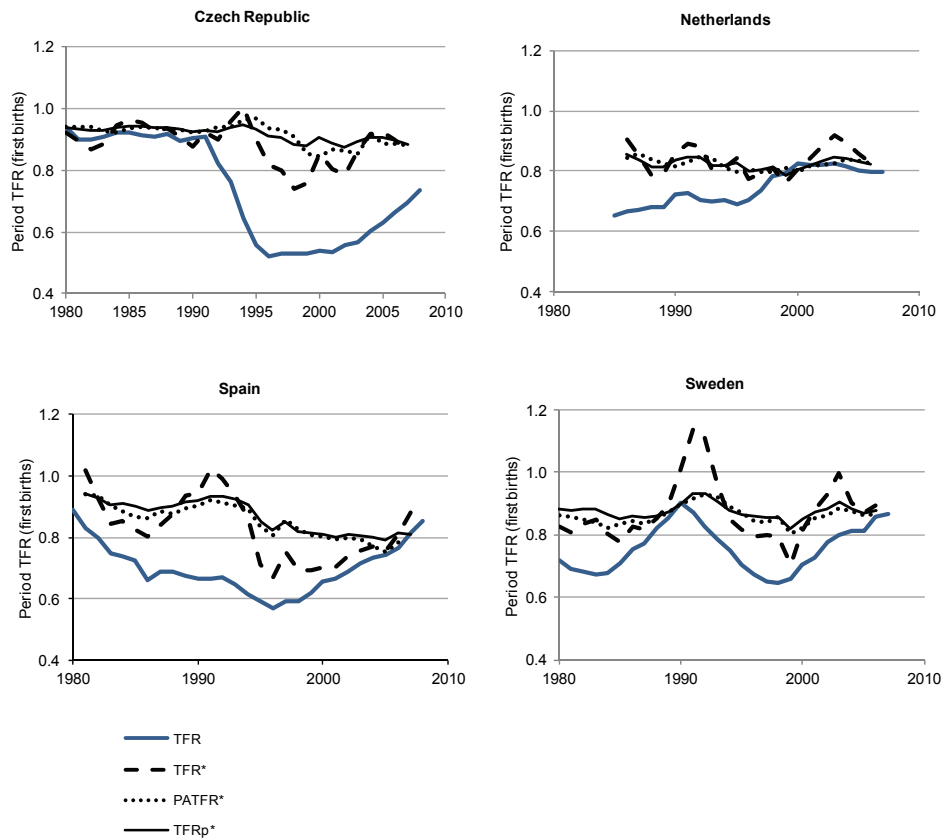 Czech Republic
Period TFR (first births)
1.2
1.0
0.8
0.6
0.4
1980 1985 1990 1995 2000 2005 2010
Netherlands
Period TFR (first births)
1.2
1.0
0.8
0.6
0.4
1980 1990 2000 2010
Spain
Period TFR (first births)
1.2
1.0
0.8
0.6
0.4
1980 1990 2000 2010
Sweden
Period TFR (first births)
1.2
1.0
0.8
0.6
0.4
1980 1990 2000 2010
TFR
TFR*
PATFR*
TFRp*